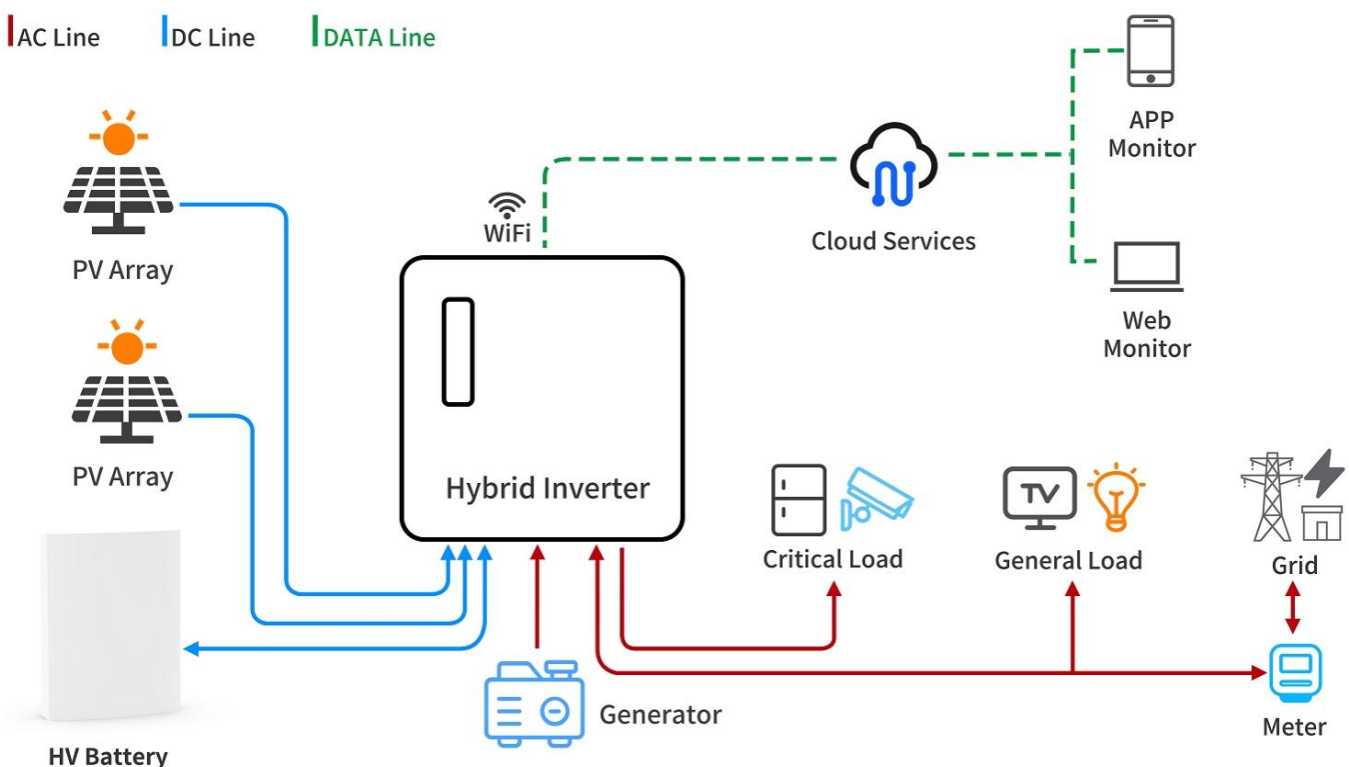 AC Line
DC Line
DATA Line
APP
Monitor
PV Array
WiFi
Cloud Services
Web
Monitor
PV Array
Hybrid Inverter
TV
Critical Load
General Load
Grid
Generator
Meter
HV Battery